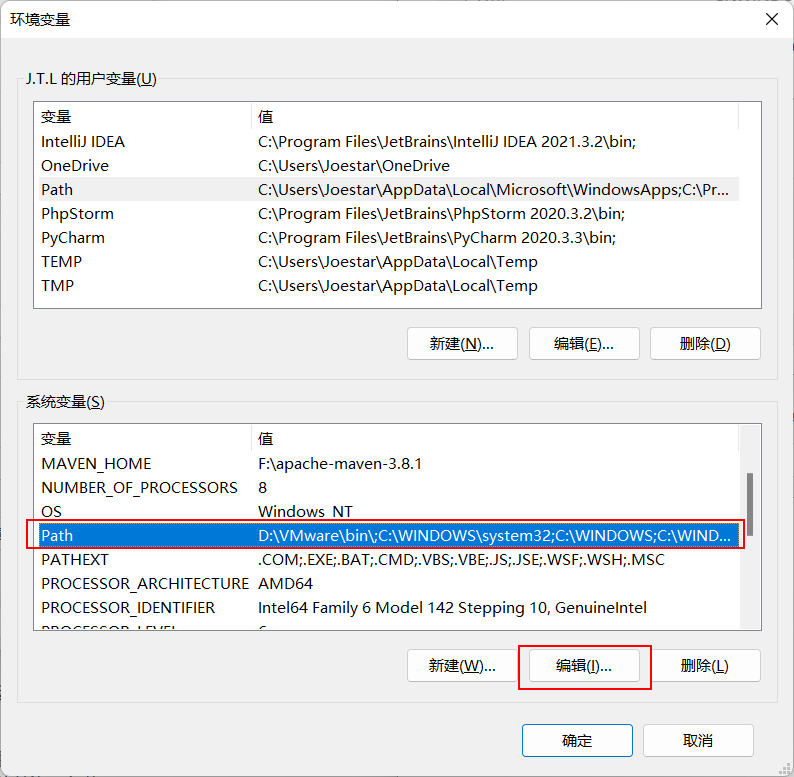 环境变量
J.T.L 的用户变量(U)
变量 值
IntelliJ IDEA C:\Program Files\JetBrains\IntelliJ IDEA 2021.3.2\bin;
OneDrive C:\Users\Joestar\OneDrive
Path C:\Users\Joestar\AppData\Local\Microsoft\WindowsApps;C:\Pr...
PhpStorm C:\Program Files\JetBrains\PhpStorm 2020.3.2\bin;
PyCharm C:\Program Files\JetBrains\PyCharm 2020.3.3\bin;
TEMP C:\Users\Joestar\AppData\Local\Temp
TMP C:\Users\Joestar\AppData\Local\Temp
新建(N)... 编辑(E)... 删除(D)
系统变量(S)
变量 值
MAVEN_HOME F:\apache-maven-3.8.1
NUMBER_OF_PROCESSORS 8
OS Windows_NT
Path D:\VMware\bin\;C:\WINDOWS\system32;C:\WINDOWS;C:\WIND...
PATHEXT .COM;.EXE;.BAT;.CMD;.VBS;.VBE;.JS;.JSE;.WSF;.WSH;.MSC
PROCESSOR_ARCHITECTURE AMD64
PROCESSOR_IDENTIFIER Intel64 Family 6 Model 142 Stepping 10, GenuineIntel
PROCESSOR_LEVEL 6
新建(W)... 编辑(I)... 删除(L)
确定 取消